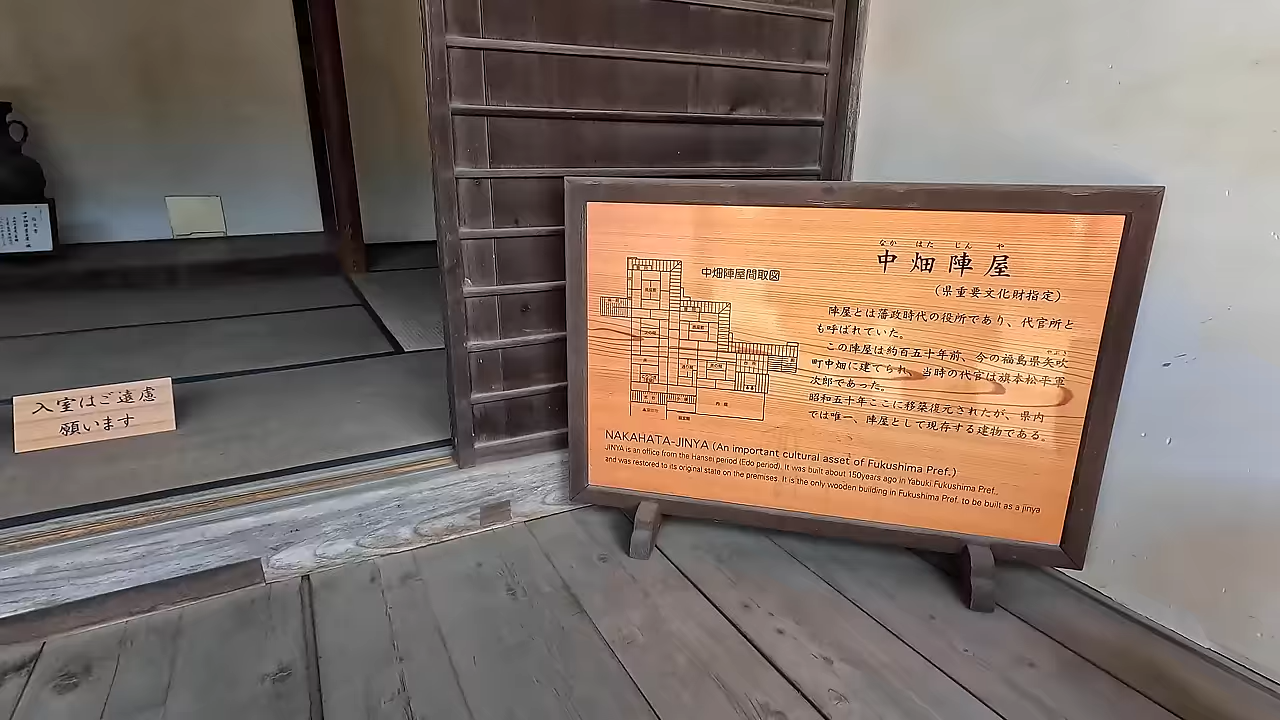 入室はご遠慮
願います
中畑陣屋間取図
なか はた じん や
中畑陣屋
(県重要文化財指定)
陣屋とは藩政時代の役所であり、代官所と
も呼ばれていた。
やぶき
この陣屋は約百五十年前、今の福島県矢吹
町中畑に建てられ、当時の代官は旗本松平軍
次郎であった。
昭和五十年ここに移築復元されたが、県内
では唯一、陣屋として現存する建物である。
NAKAHATA-JINYA (An important cultural asset of Fukushima Pref.)
JINYA is an office from the Hansei period (Edo period). It was built about 150years ago in Yabuki Fukushima Pref.,
and was restored to its original state on the premises. It is the only wooden building in Fukushima Pref. to be built as a jinya